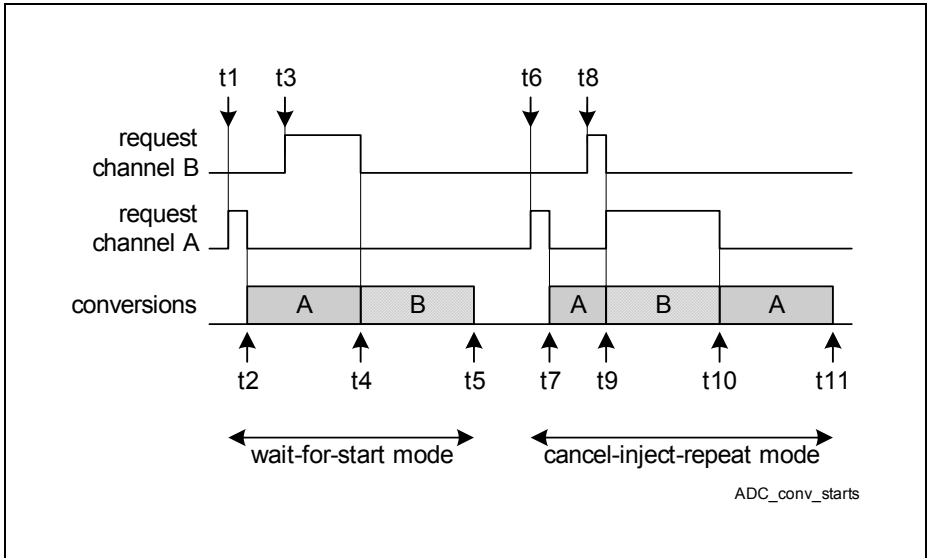 t1 t3 t6 t8
request
channel B
request
channel A
conversions A B A B A
t2 t4 t5 t7 t9 t10 t11
wait-for-start mode cancel-inject-repeat mode
ADC_conv_starts